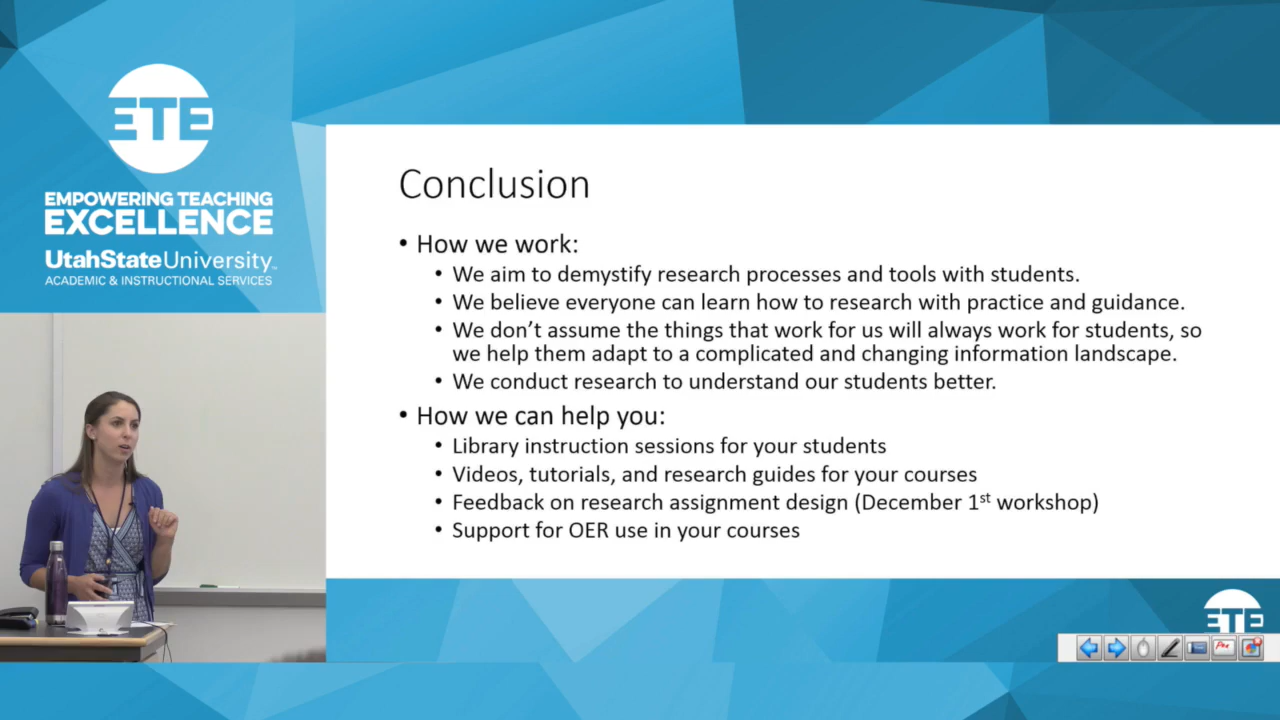 ETE
EMPOWERING TEACHING
EXCELLENCE
UtahStateUniversity™
ACADEMIC & INSTRUCTIONAL SERVICES
Conclusion
• How we work:
• We aim to demystify research processes and tools with students.
• We believe everyone can learn how to research with practice and guidance.
• We don't assume the things that work for us will always work for students, so
we help them adapt to a complicated and changing information landscape.
• We conduct research to understand our students better.
• How we can help you:
• Library instruction sessions for your students
• Videos, tutorials, and research guides for your courses
• Feedback on research assignment design (December 1st workshop)
• Support for OER use in your courses
ETE